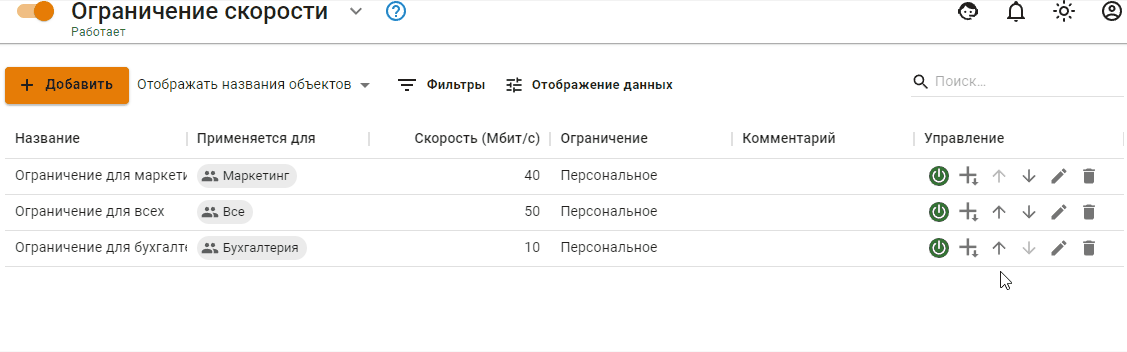 Ограничение скорости
Работает
Добавить Отображать названия объектов Фильтры Отображение данных Поиск...
Название Применяется для Скорость (Мбит/с) Ограничение Комментарий Управление
Ограничение для маркети Маркетинг 40 Персональное
Ограничение для всех Все 50 Персональное
Ограничение для бухгалте Бухгалтерия 10 Персональное